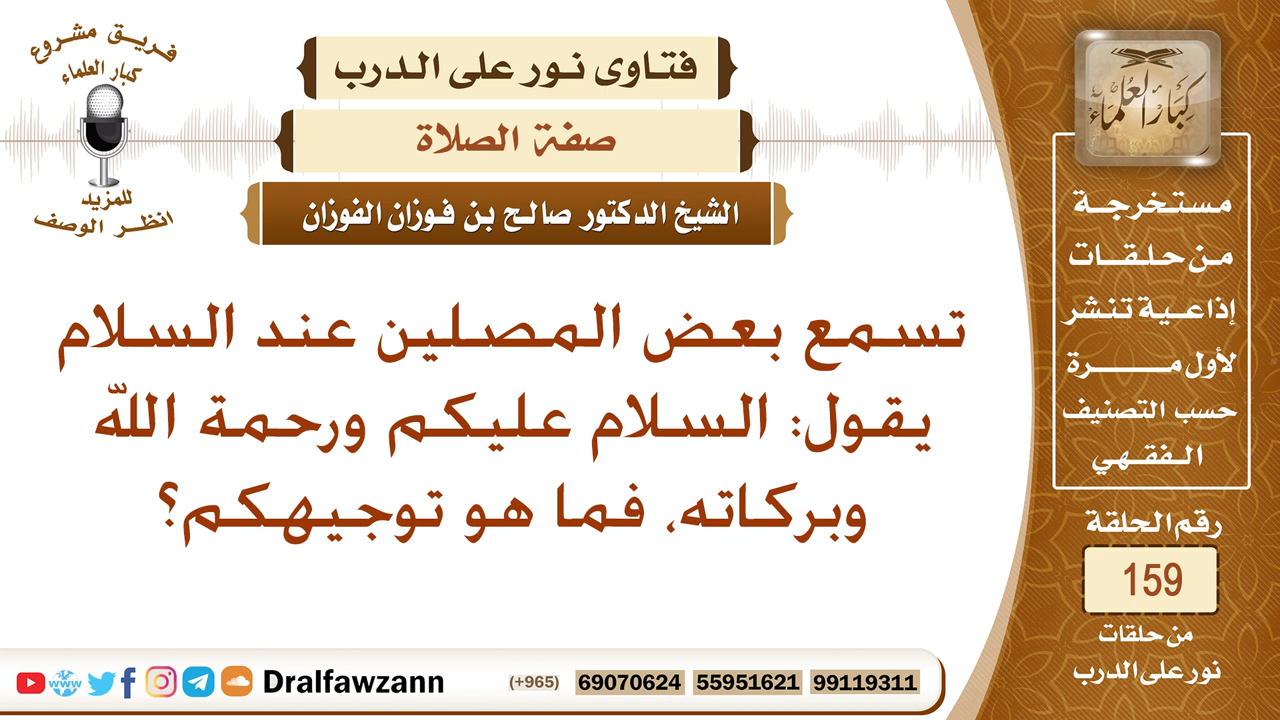 فريق مشروع
كبار العلماء
للمزيد
انظر الوصف
فتاوى نور على الدرب
صفة الصلاة
الشيخ الدكتور صالح بن فوزان الفوزان
تسمع بعض المصلين عند السلام
يقول: السلام عليكم ورحمة الله
وبركاته، فما هو توجيهكم؟
كبار العلماء
مستخرجة
من حلقات
إذاعية تنشر
لأول مرة
حسب التصنيف
الفقهي
رقم الحلقة
159
من حلقات
نور على الدرب
www Dralfawzann (+965) 69070624 55951621 99119311